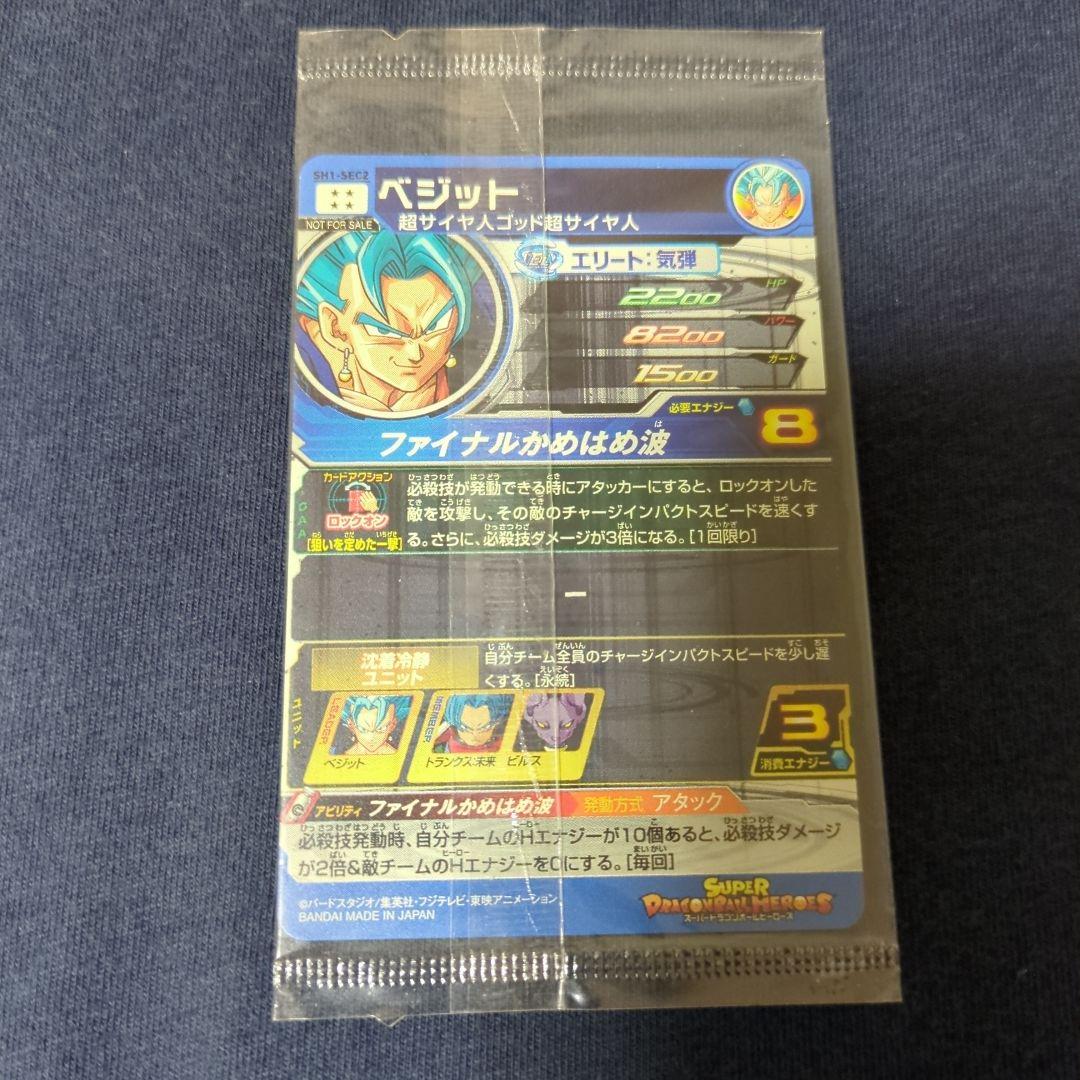 SH1-SEC2
★★
★★
NOT FOR SALE
ベジット
超サイヤ人ゴッド超サイヤ人
エリート:気弾
HP
2200
パワー
8200
ガード
1500
必要エナジー
8
ファイナルかめはめ波
は
CAA
カードアクション
ロックオン
[狙いを定めた一撃]
必殺技が発動できる時にアタッカーにすると、ロックオンした
敵を攻撃し、その敵のチャージインパクトスピードを速くす
る。さらに、必殺技ダメージが3倍になる。[1回限り]
ー
ユニット
沈着冷静
ユニット
自分チーム全員のチャージインパクトスピードを少し遅
くする。[永続]
LEADER
ベジット
MEMBER
トランクス:未来
ビルス
3
消費エナジー
アビリティ ファイナルかめはめ波
発動方式 アタック
必殺技発動時、自分チームのHエナジーが10個あると、必殺技ダメージ
が2倍&敵チームのHエナジーを0にする。[毎回]
©バードスタジオ/集英社・フジテレビ・東映アニメーション
BANDAI MADE IN JAPAN
SUPER
DRAGONBALL HEROES
スーパードラゴンボールヒーローズ